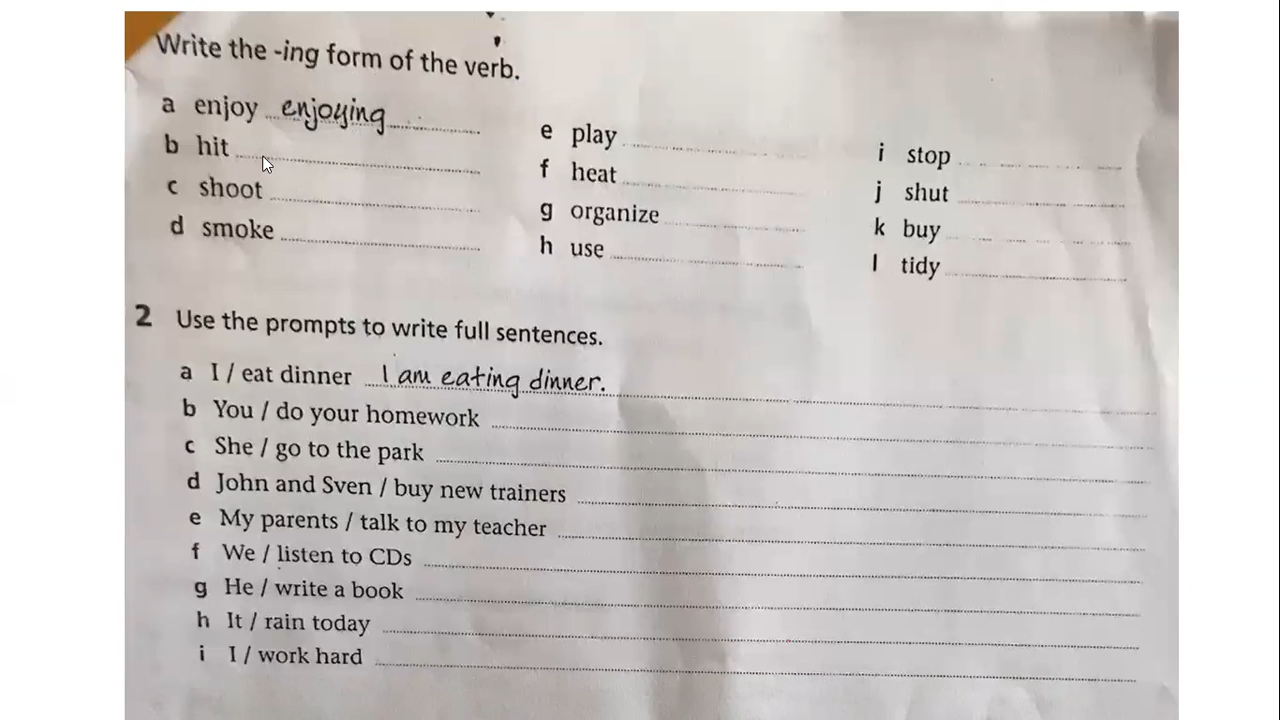 Write the -ing form of the verb.
a enjoy enjoying
b hit
c shoot
d smoke
e play
f heat
g organize
h use
i stop
j shut
k buy
l tidy
2 Use the prompts to write full sentences.
a I / eat dinner I am eating dinner.
b You / do your homework
c She / go to the park
d John and Sven / buy new trainers
e My parents / talk to my teacher
f We / listen to CDs
g He / write a book
h It / rain today
i I / work hard